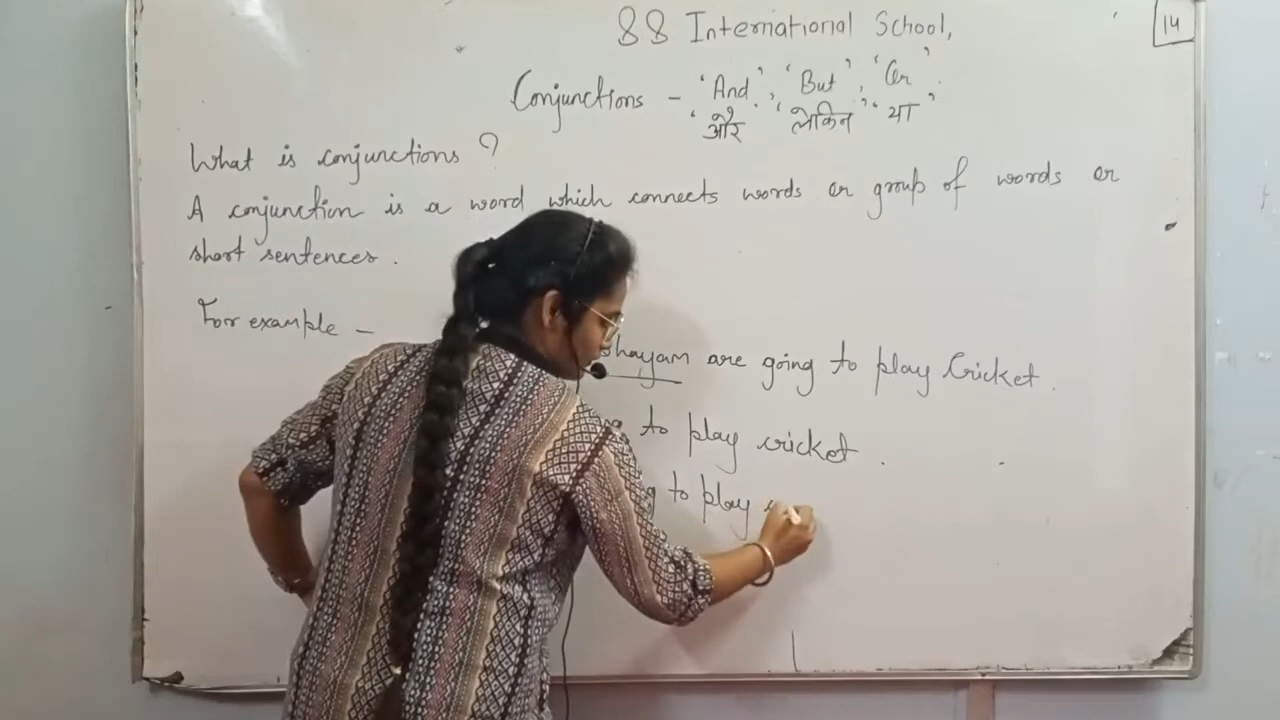 88 International School,
14
Conjunctions - 'And', 'But', 'Or'
'और', 'लेकिन', 'या'
What is conjunctions ?
A conjunction is a word which connects words or group of words or
short sentences.
For example -
shayam are going to play Cricket.
to play cricket.
to play